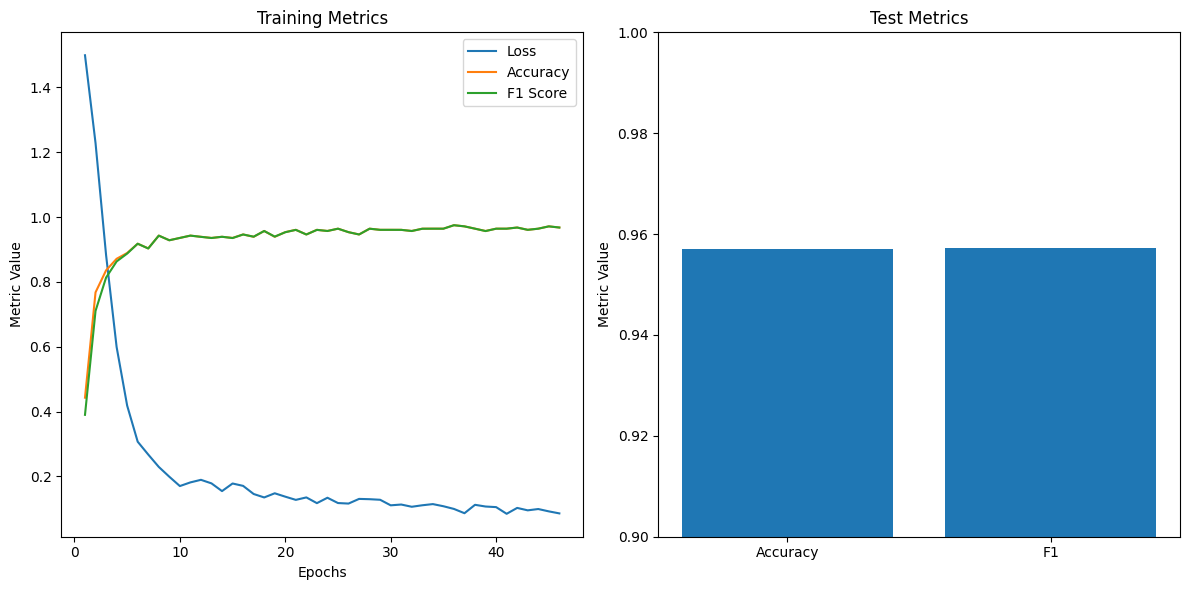 Training Metrics
Loss
Accuracy
F1 Score
Metric Value
1.4
1.2
1.0
0.8
0.6
0.4
0.2
0
10
20
30
40
Epochs
Test Metrics
Metric Value
1.00
0.98
0.96
0.94
0.92
0.90
Accuracy
F1